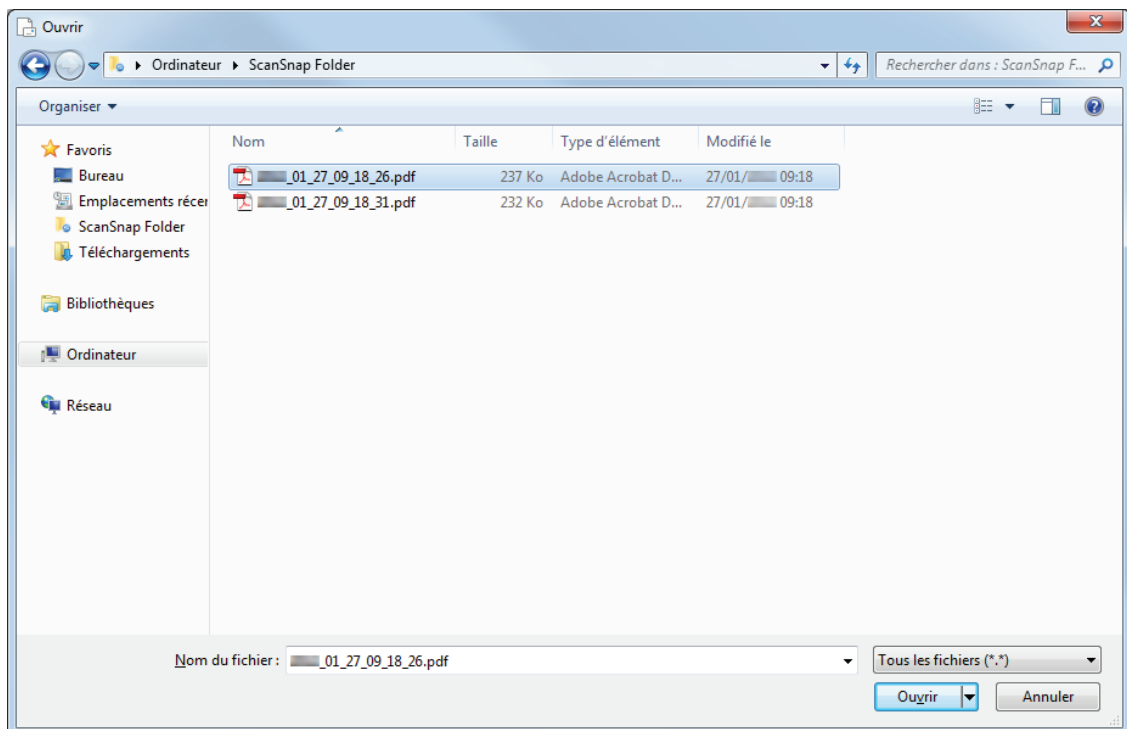 Ouvrir
Ordinateur ScanSnap Folder Rechercher dans : ScanSnap F...
Organiser
Favoris
Bureau
Emplacements récer
ScanSnap Folder
Téléchargements
Bibliothèques
Ordinateur
Réseau
Nom Taille Type d'élément Modifié le
_01_27_09_18_26.pdf 237 Ko Adobe Acrobat D... 27/01/ 09:18
_01_27_09_18_31.pdf 232 Ko Adobe Acrobat D... 27/01/ 09:18
Nom du fichier : _01_27_09_18_26.pdf Tous les fichiers (*.*)
Ouvrir Annuler